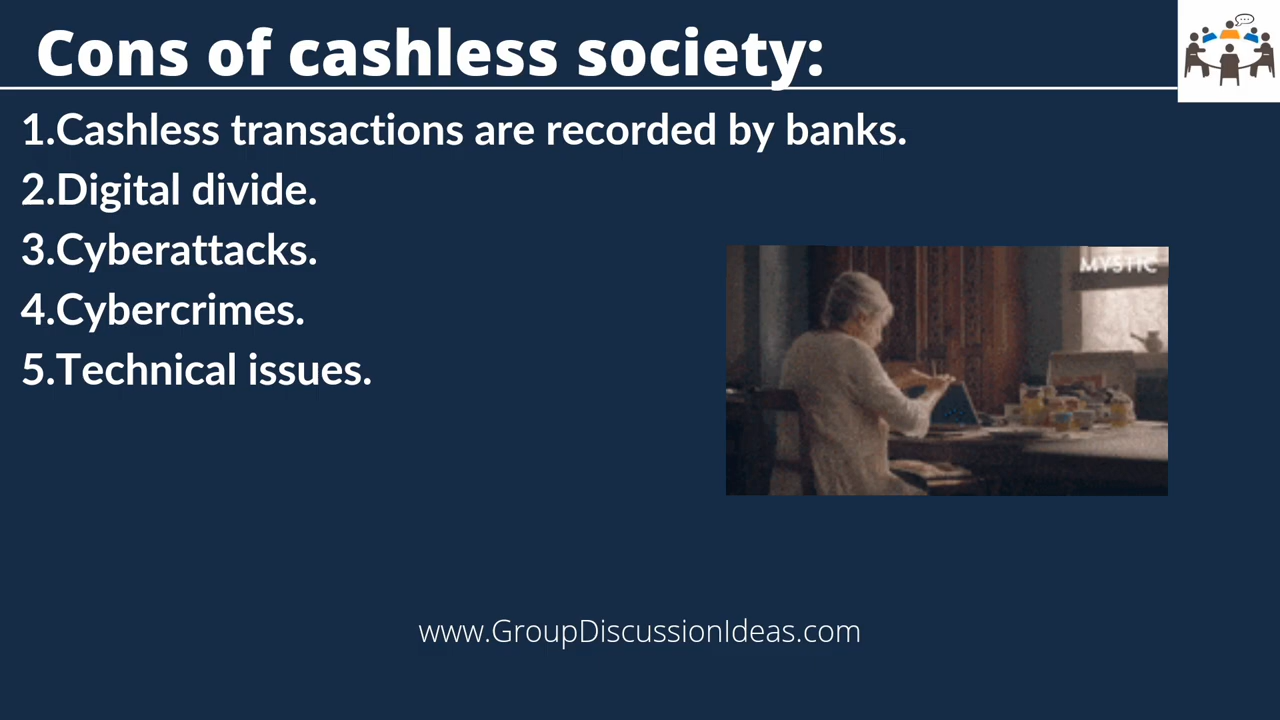 Cons of cashless society:
1.Cashless transactions are recorded by banks.
2.Digital divide.
3.Cyberattacks.
4.Cybercrimes.
5.Technical issues.
MYSTIC
www.GroupDiscussionIdeas.com